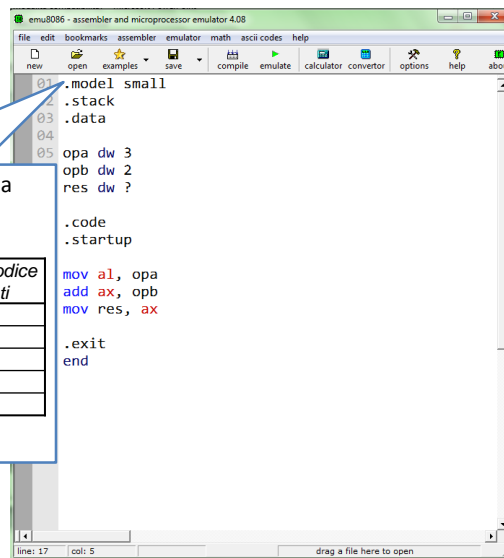 emu8086 - assembler and microprocessor emulator 4.08
file edit bookmarks assembler emulator math ascii codes help
new open examples save compile emulate calculator convertor options help abou
01 .model small
2 .stack
03 .data
04
05 opa dw 3
opb dw 2
res dw ?
a
.code
.startup
odice
ti
mov al, opa
add ax, opb
mov res, ax
.exit
end
line: 17 col: 5 drag a file here to open